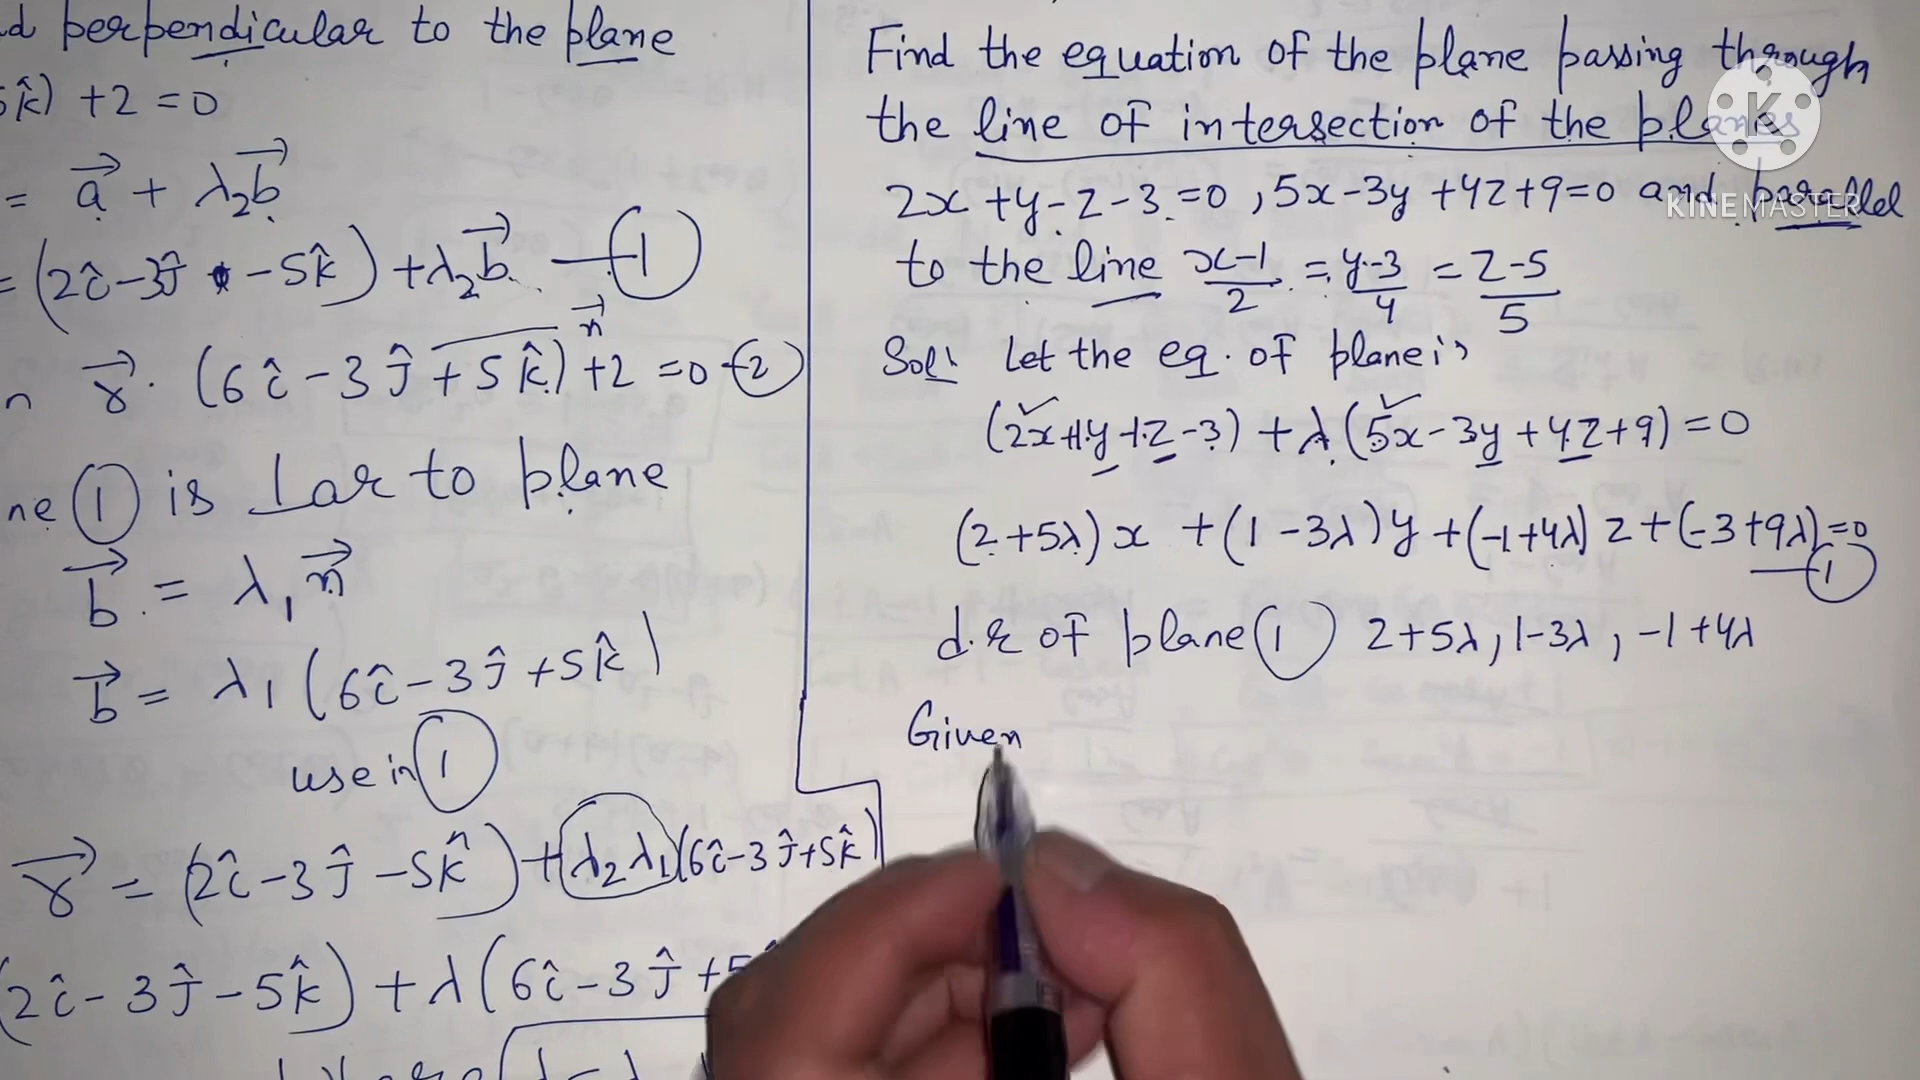 perpendicular to the plane
k̂) + 2 = 0
= a⃗ + λ₂b⃗
= (2î - 3ĵ - 5k̂) + λ₂b⃗ — ①
n⃗
r⃗ . (6î - 3ĵ + 5k̂) + 2 = 0 - ②
① is ⊥ar to plane
b⃗ = λ₁n⃗
b⃗ = λ₁(6î - 3ĵ + 5k̂)
use in ①
r⃗ = (2î - 3ĵ - 5k̂) + λ₂λ₁(6î - 3ĵ + 5k̂)
(2î - 3ĵ - 5k̂) + λ(6î - 3ĵ + 5
Find the equation of the plane passing through
the line of intersection of the planes
2x + y - z - 3 = 0 , 5x - 3y + 4z + 9 = 0 and parallel
to the line (x-1)/2 = (y-3)/4 = (z-5)/5
Sol: Let the eq. of plane is
(2x + y + z - 3) + λ(5x - 3y + 4z + 9) = 0
(2 + 5λ)x + (1 - 3λ)y + (-1 + 4λ)z + (-3 + 9λ) = 0
— ①
d.r of plane ① 2 + 5λ, 1 - 3λ, -1 + 4λ
Given
K
KINEMASTER